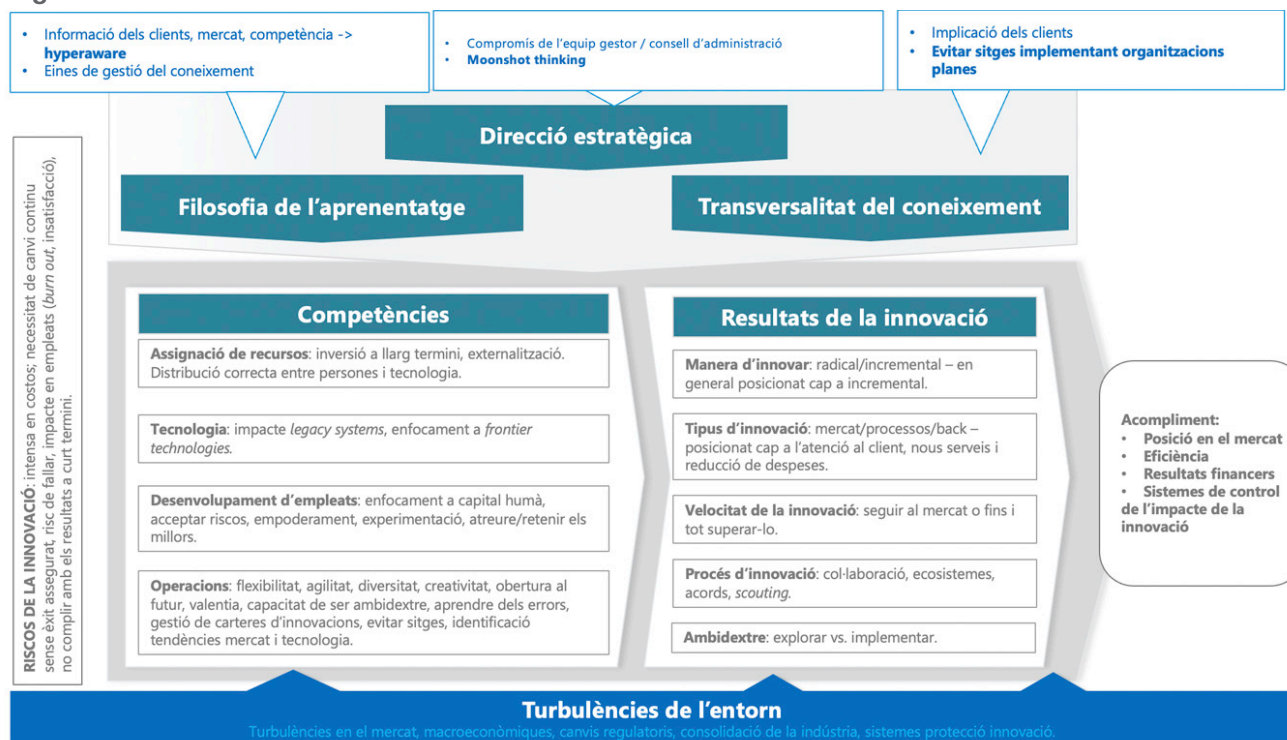 • Informació dels clients, mercat, competència ->
hyperaware
• Eines de gestió del coneixement
• Compromís de l'equip gestor / consell d'administració
• Moonshot thinking
• Implicació dels clients
• Evitar sitges implementant organitzacions
planes
Direcció estratègica
Filosofia de l'aprenentatge
Transversalitat del coneixement
RISCOS DE LA INNOVACIÓ: intensa en costos; necessitat de canvi continu
sense èxit assegurat, risc de fallar, impacte en empleats (burn out, insatisfacció),
no complir amb els resultats a curt termini.
Competències
Assignació de recursos: inversió a llarg termini, externalització.
Distribució correcta entre persones i tecnologia.
Tecnologia: impacte legacy systems, enfocament a frontier
technologies.
Desenvolupament d'empleats: enfocament a capital humà,
acceptar riscos, empoderament, experimentació, atreure/retenir els
millors.
Operacions: flexibilitat, agilitat, diversitat, creativitat, obertura al
futur, valentia, capacitat de ser ambidextre, aprendre dels errors,
gestió de carteres d'innovacions, evitar sitges, identificació
tendències mercat i tecnologia.
Resultats de la innovació
Manera d'innovar: radical/incremental – en
general posicionat cap a incremental.
Tipus d'innovació: mercat/processos/back –
posicionat cap a l'atenció al client, nous serveis i
reducció de despeses.
Velocitat de la innovació: seguir al mercat o fins i
tot superar-lo.
Procés d'innovació: col·laboració, ecosistemes,
acords, scouting.
Ambidextre: explorar vs. implementar.
Acompliment:
• Posició en el mercat
• Eficiència
• Resultats financers
• Sistemes de control
de l'impacte de la
innovació
Turbulències de l'entorn
Turbulències en el mercat, macroeconòmiques, canvis regulatoris, consolidació de la indústria, sistemes protecció innovació.